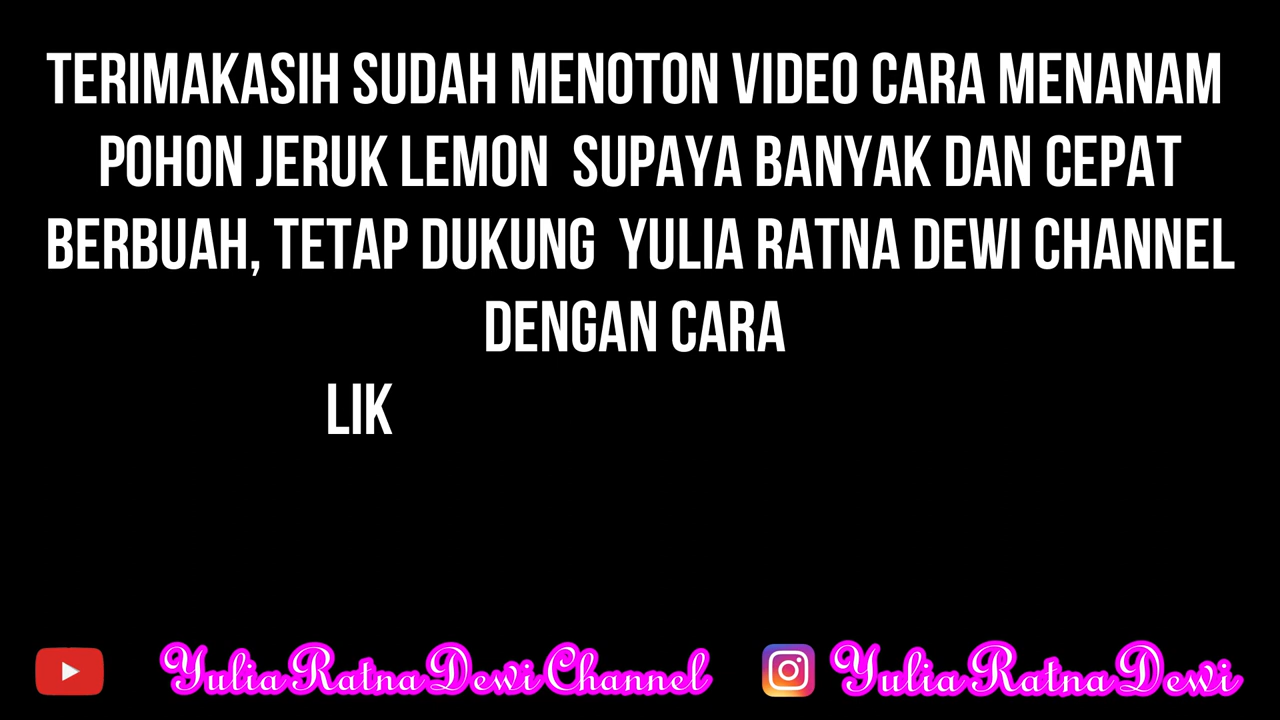 TERIMAKASIH SUDAH MENOTON VIDEO CARA MENANAM
POHON JERUK LEMON SUPAYA BANYAK DAN CEPAT
BERBUAH, TETAP DUKUNG YULIA RATNA DEWI CHANNEL
DENGAN CARA
LIK
YuliaRatnaDewiChannel
YuliaRatnaDewi